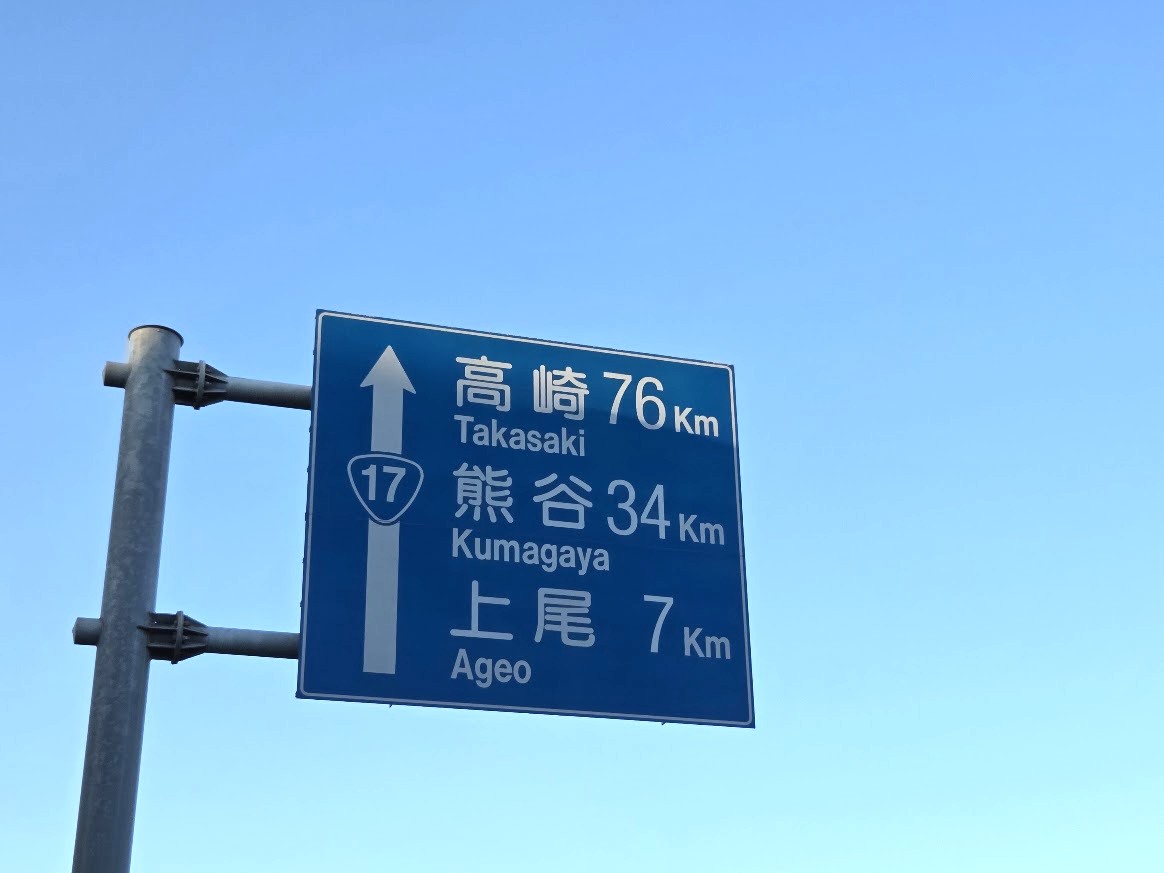 高崎 76 Km
Takasaki
17
熊谷 34 Km
Kumagaya
上尾 7 Km
Ageo